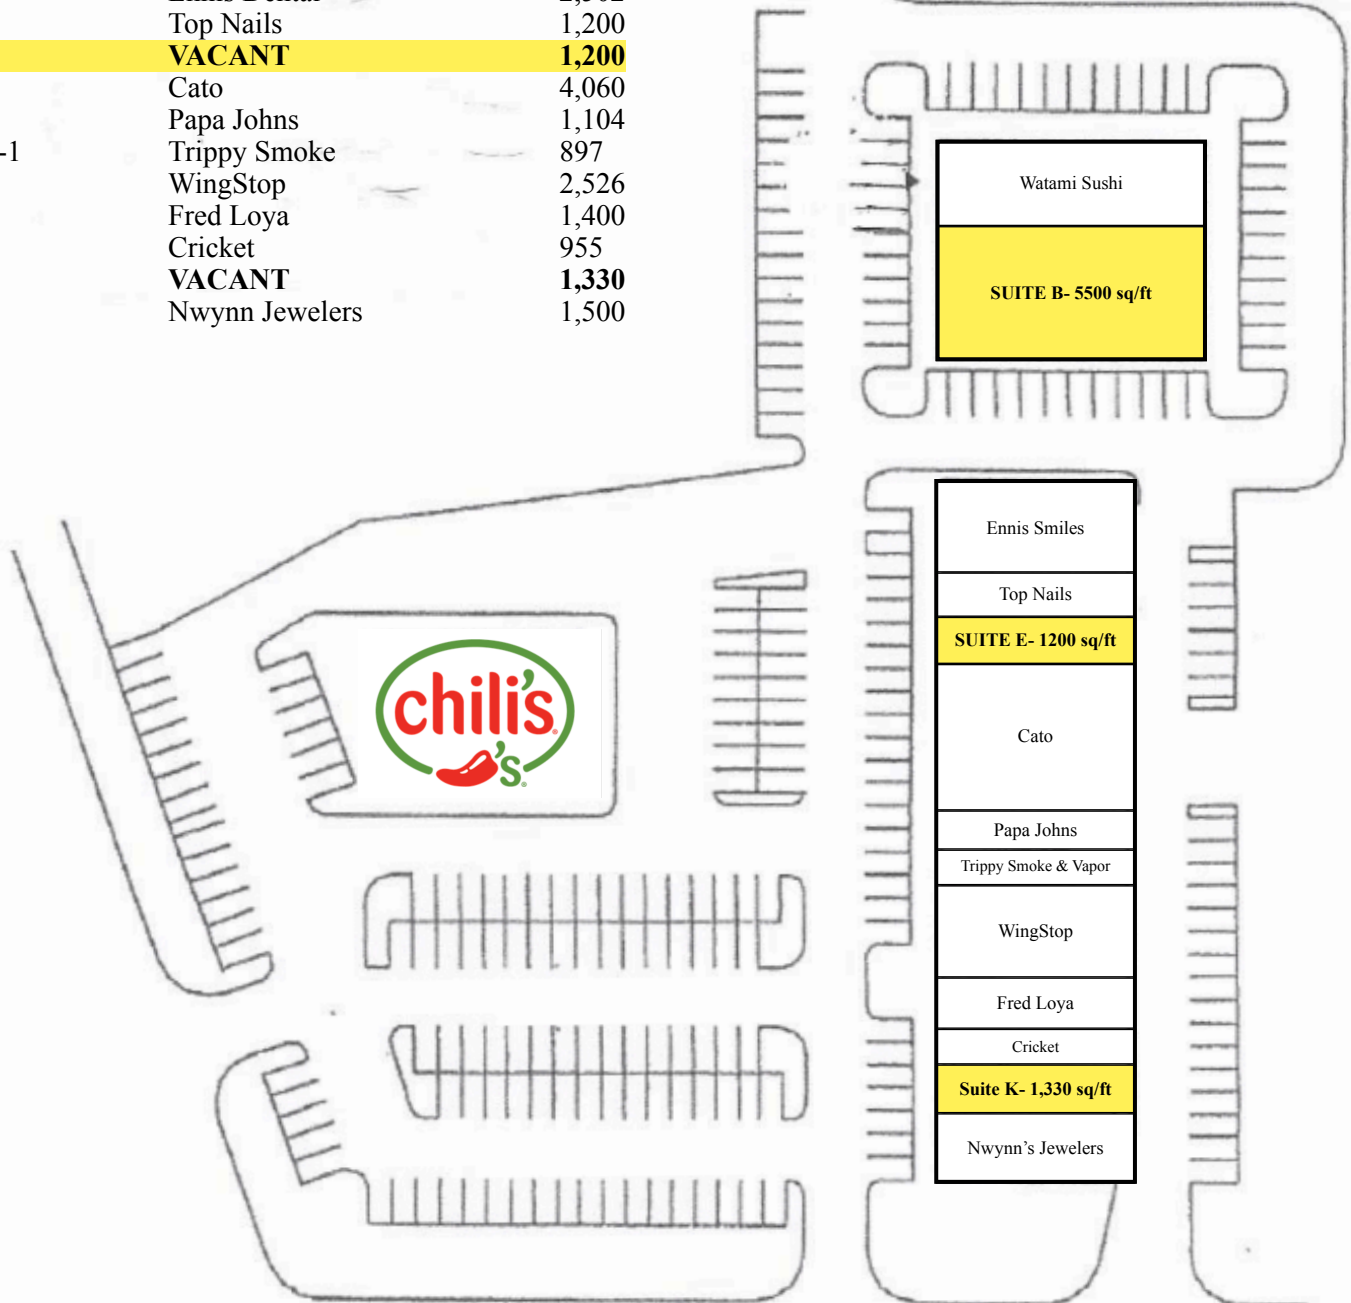 Top Nails 1,200
VACANT 1,200
Cato 4,060
Papa Johns 1,104
-1 Trippy Smoke 897
WingStop 2,526
Fred Loya 1,400
Cricket 955
VACANT 1,330
Nwynn Jewelers 1,500
Watami Sushi
SUITE B- 5500 sq/ft
Ennis Smiles
Top Nails
SUITE E- 1200 sq/ft
Cato
Papa Johns
Trippy Smoke & Vapor
WingStop
Fred Loya
Cricket
Suite K- 1,330 sq/ft
Nwynn’s Jewelers
chili's
's